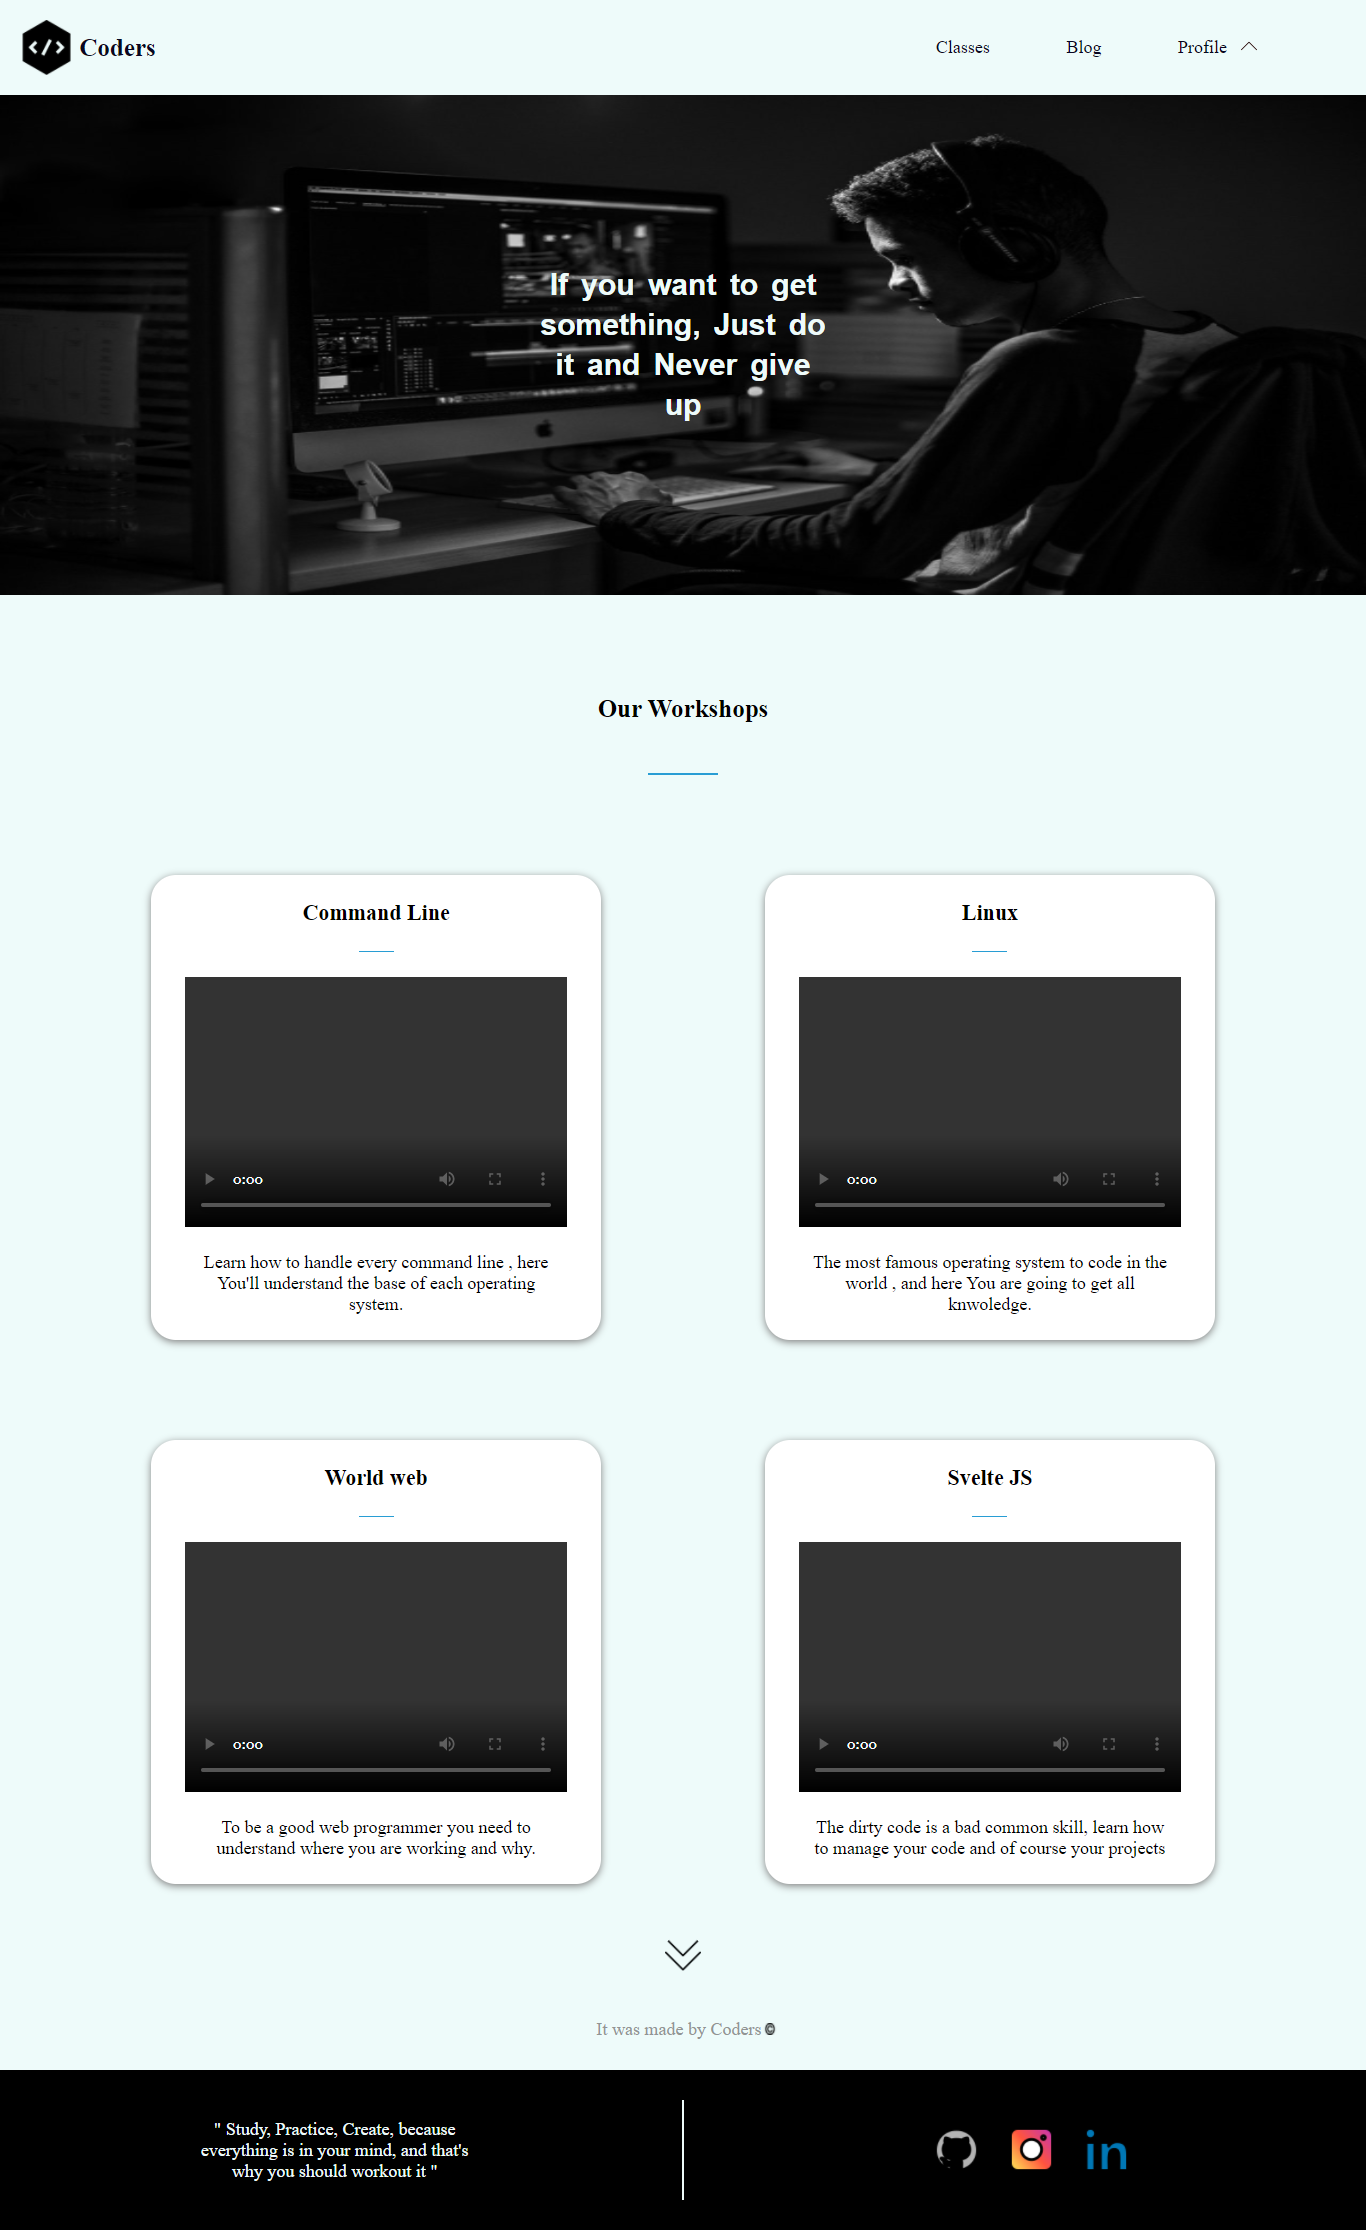 </> Coders
Classes
Blog
Profile
If you want to get
something, Just do
it and Never give
up
Our Workshops
Command Line
0:00
Learn how to handle every command line , here
You'll understand the base of each operating
system.
Linux
0:00
The most famous operating system to code in the
world , and here You are going to get all
knwoledge.
World web
0:00
To be a good web programmer you need to
understand where you are working and why.
Svelte JS
0:00
The dirty code is a bad common skill, learn how
to manage your code and of course your projects
It was made by Coders ©
" Study, Practice, Create, because
everything is in your mind, and that's
why you should workout it "
in